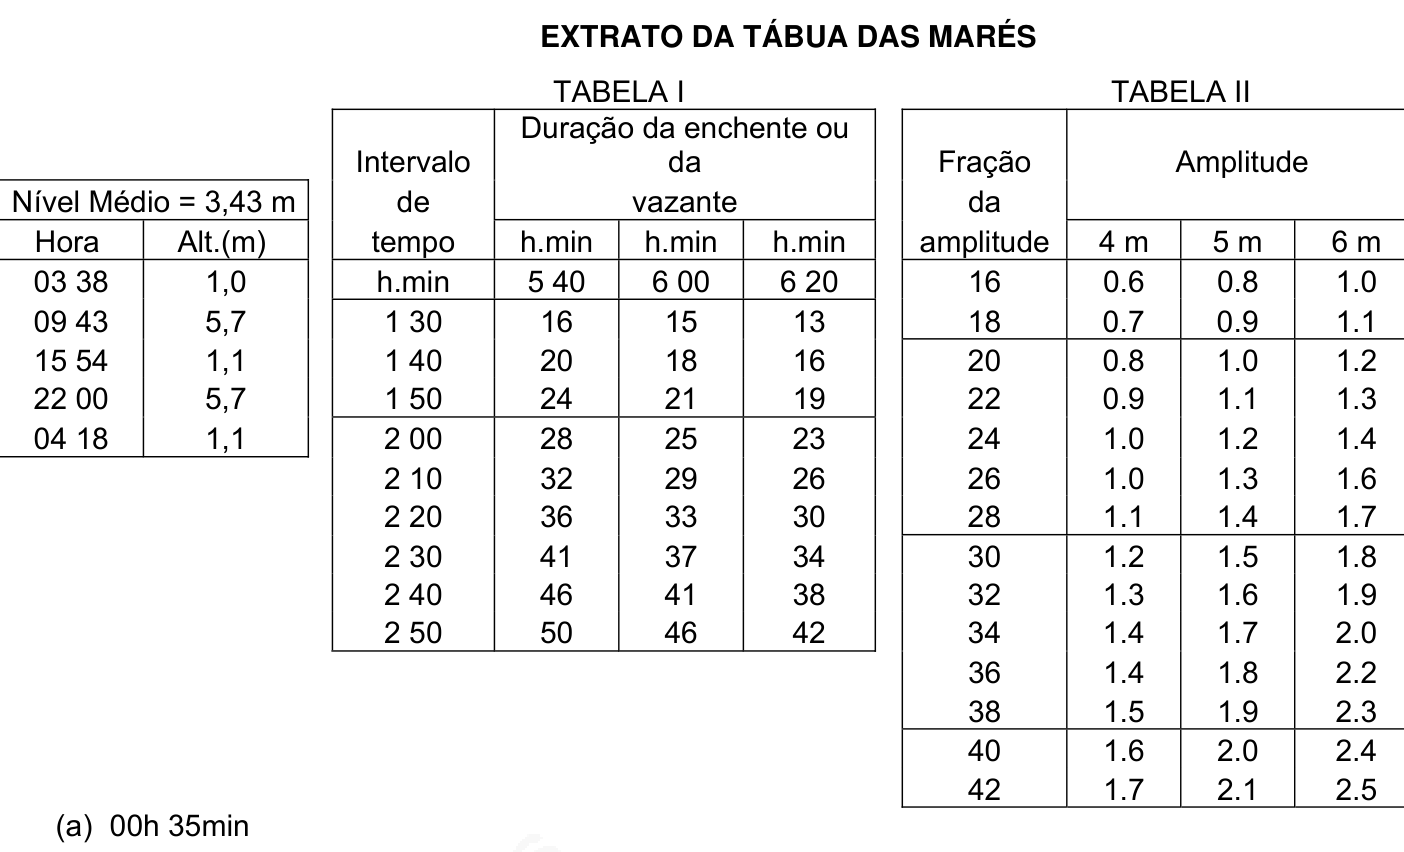 EXTRATO DA TÁBUA DAS MARÉS
Nível Médio = 3,43 m
Hora Alt.(m)
03 38 1,0
09 43 5,7
15 54 1,1
22 00 5,7
04 18 1,1
TABELA I
Intervalo de tempo
Duração da enchente ou
da
vazante
h.min h.min h.min
h.min 5 40 6 00 6 20
1 30 16 15 13
1 40 20 18 16
1 50 24 21 19
2 00 28 25 23
2 10 32 29 26
2 20 36 33 30
2 30 41 37 34
2 40 46 41 38
2 50 50 46 42
TABELA II
Fração
da
amplitude
Amplitude
4 m 5 m 6 m
16 0.6 0.8 1.0
18 0.7 0.9 1.1
20 0.8 1.0 1.2
22 0.9 1.1 1.3
24 1.0 1.2 1.4
26 1.0 1.3 1.6
28 1.1 1.4 1.7
30 1.2 1.5 1.8
32 1.3 1.6 1.9
34 1.4 1.7 2.0
36 1.4 1.8 2.2
38 1.5 1.9 2.3
40 1.6 2.0 2.4
42 1.7 2.1 2.5
(a) 00h 35min